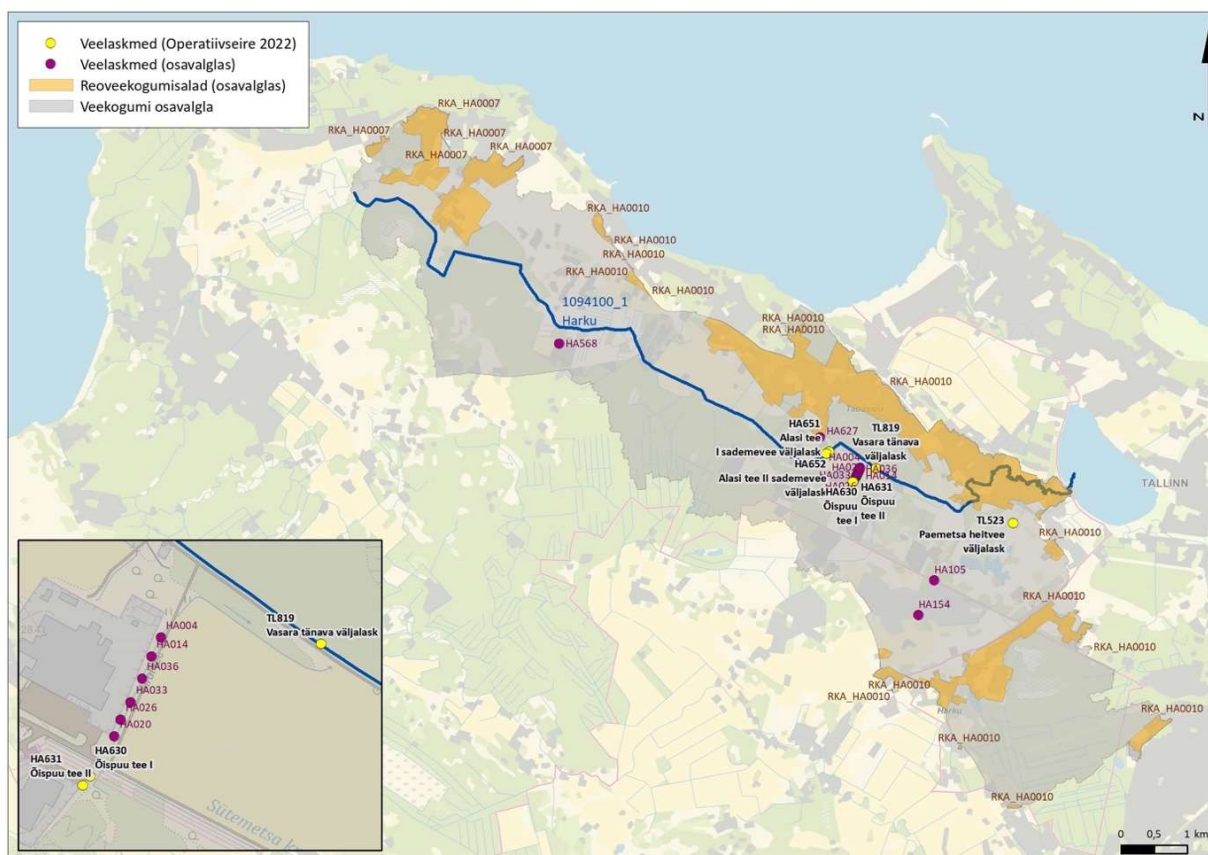 Veelaskmed (Operatiivseire 2022)
Veelaskmed (osavalglas)
Reoveekogumisalad (osavalglas)
Veekogumi osavalgla
N
RKA_HA0007
RKA_HA0007
RKA_HA0007
RKA_HA0007
RKA_HA0007
RKA_HA0010
RKA_HA0010
RKA_HA0010
RKA_HA0010
RKA_HA0010
1094100_1
Harku
HA568
RKA_HA0010
RKA_HA0010
RKA_HA0010
HA651
Alasi tee
I sademevee väljalask
HA627
TL819
Vasara tänava
väljalask
HA004
HA652
Alasi tee II sademevee
väljalask
HA036
HA014
HA033
HA630
Õispuu
tee I
HA631
Õispuu
tee II
TALLINN
TL523
Paemetsa heitvee
väljalask
RKA_HA0010
HA105
HA154
RKA_HA0010
RKA_HA0010
RKA_HA0010
RKA_HA0010
Harku
RKA_HA0010
RKA_HA0010
RKA_HA0010
TL819
Vasara tänava väljalask
HA004
HA014
HA036
HA033
HA026
HA020
HA630
Õispuu tee I
HA631
Õispuu tee II
Sütemetsa
0 0,5 1 km